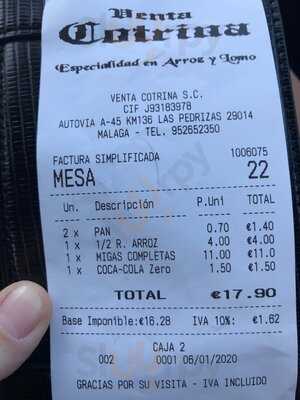 Venta
Cotrina
Especialidad en Arroz y Lomo
VENTA COTRINA S.C.
CIF J93183978
AUTOVIA A-45 KM136 LAS PEDRIZAS 29014
MALAGA - TEL. 952652350
FACTURA SIMPLIFICADA 1006075
MESA 22
Un. Descripción P.Uni TOTAL
2 x PAN 0.70 €1.40
1 x 1/2 R. ARROZ 4.00 €4.00
1 x MIGAS COMPLETAS 11.00 €11.0
1 x COCA-COLA Zero 1.50 €1.50
TOTAL €17.90
Base Imponible:€16.28 IVA 10%: €1.62
CAJA 2
002 0001 06/01/2020
GRACIAS POR SU VISITA - IVA INCLUIDO